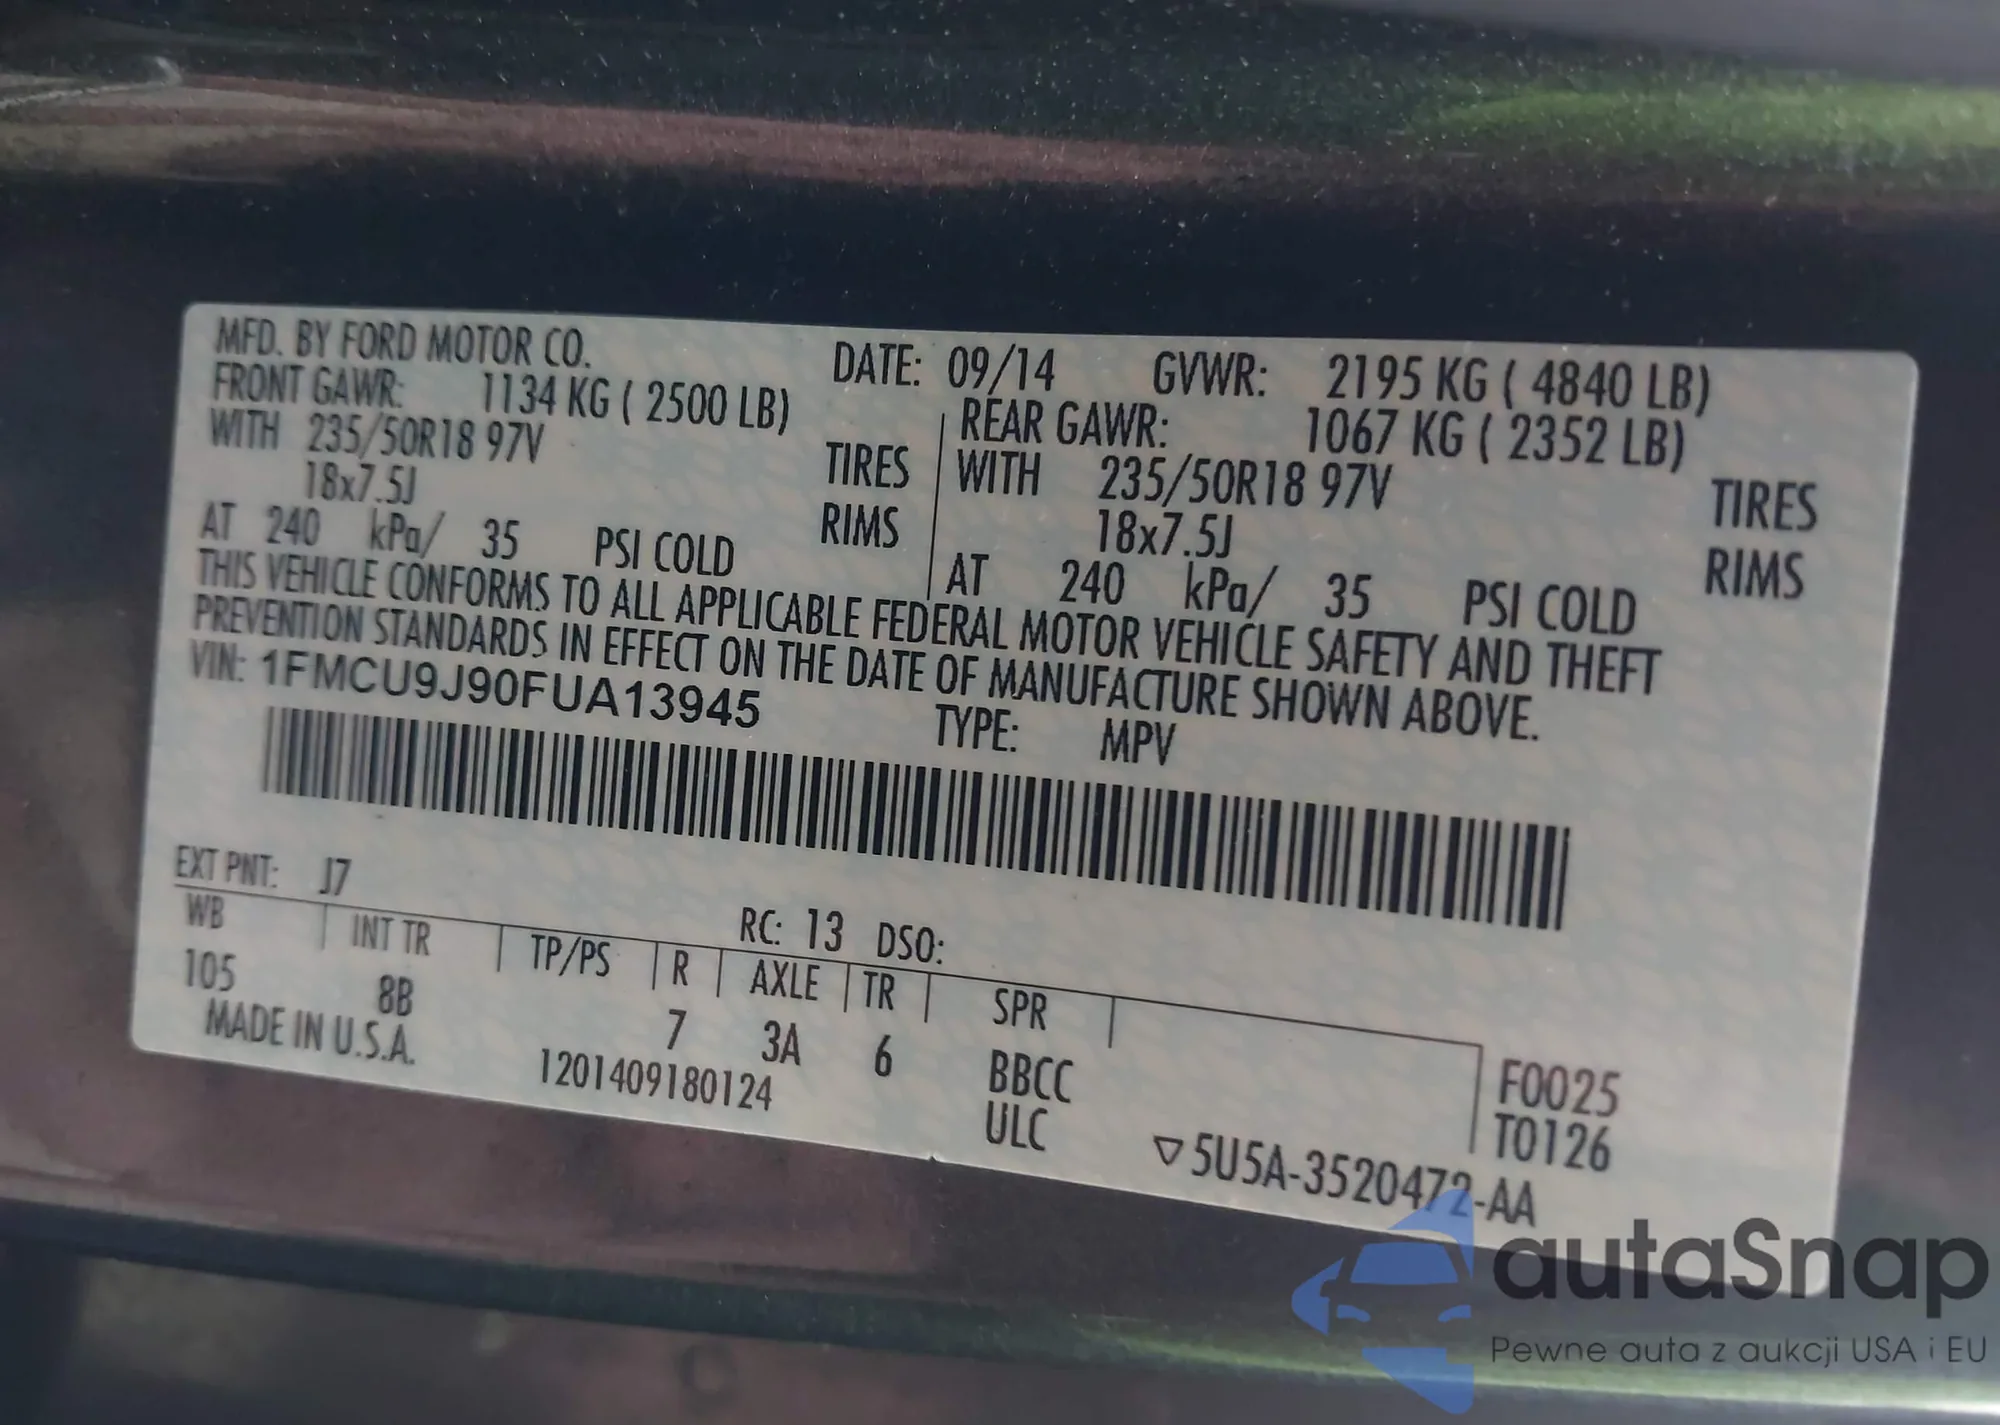 MFD. BY FORD MOTOR CO. DATE: 09/14 GVWR: 2195 KG ( 4840 LB)
FRONT GAWR: 1134 KG ( 2500 LB) REAR GAWR: 1067 KG ( 2352 LB)
WITH 235/50R18 97V TIRES WITH 235/50R18 97V TIRES
18x7.5J RIMS 18x7.5J RIMS
AT 240 kPa/ 35 PSI COLD AT 240 kPa/ 35 PSI COLD
THIS VEHICLE CONFORMS TO ALL APPLICABLE FEDERAL MOTOR VEHICLE SAFETY AND THEFT
PREVENTION STANDARDS IN EFFECT ON THE DATE OF MANUFACTURE SHOWN ABOVE.
VIN: 1FMCU9J90FUA13945 TYPE: MPV
EXT PNT: J7 RC: 13 DSO:
WB INT TR TP/PS R AXLE TR SPR
105 8B 7 3A 6 BBCC F0025
MADE IN U.S.A. 1201409180124 ULC T0126
▽5U5A-3520472-AA
autaSnap
Pewne auta z aukcji USA i EU